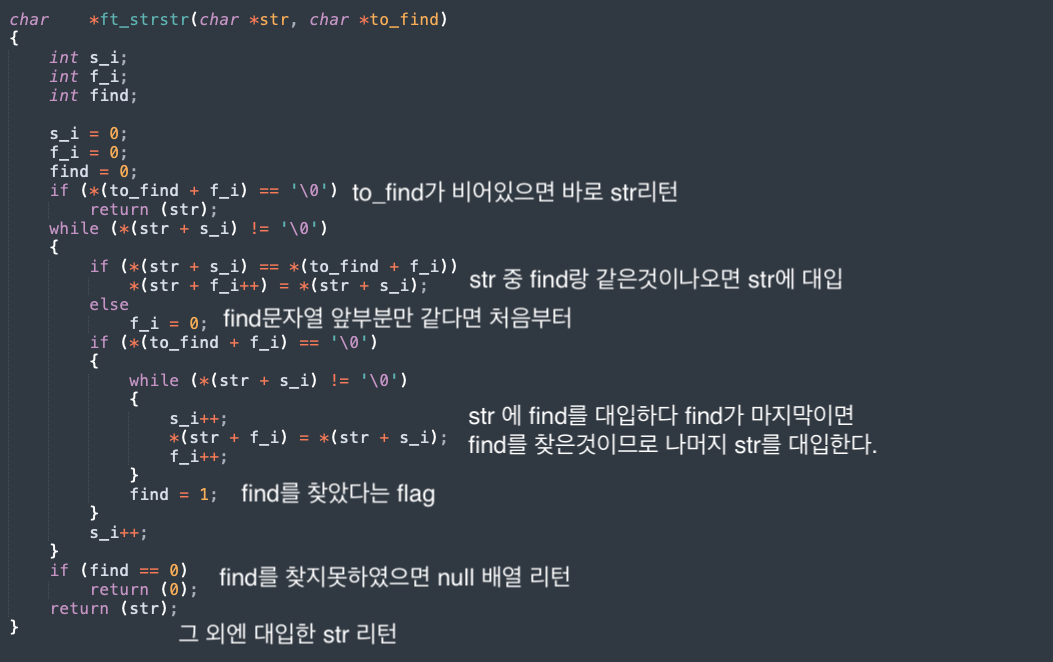 char    *ft_strstr(char *str, char *to_find)
{
    int s_i;
    int f_i;
    int find;

    s_i = 0;
    f_i = 0;
    find = 0;
    if (*(to_find + f_i) == '\0') to_find가 비어있으면 바로 str리턴
        return (str);
    while (*(str + s_i) != '\0')
    {
        if (*(str + s_i) == *(to_find + f_i))
            *(str + f_i++) = *(str + s_i); str 중 find랑 같은것이나오면 str에 대입
        else
            f_i = 0; find문자열 앞부분만 같다면 처음부터
        if (*(to_find + f_i) == '\0')
        {
            while (*(str + s_i) != '\0')
            {
                s_i++; str 에 find를 대입하다 find가 마지막이면
                *(str + f_i) = *(str + s_i); find를 찾은것이므로 나머지 str를 대입한다.
                f_i++;
            }
            find = 1; find를 찾았다는 flag
        }
        s_i++;
    }
    if (find == 0) find를 찾지못하였으면 null 배열 리턴
        return (0);
    return (str);
} 그 외엔 대입한 str 리턴